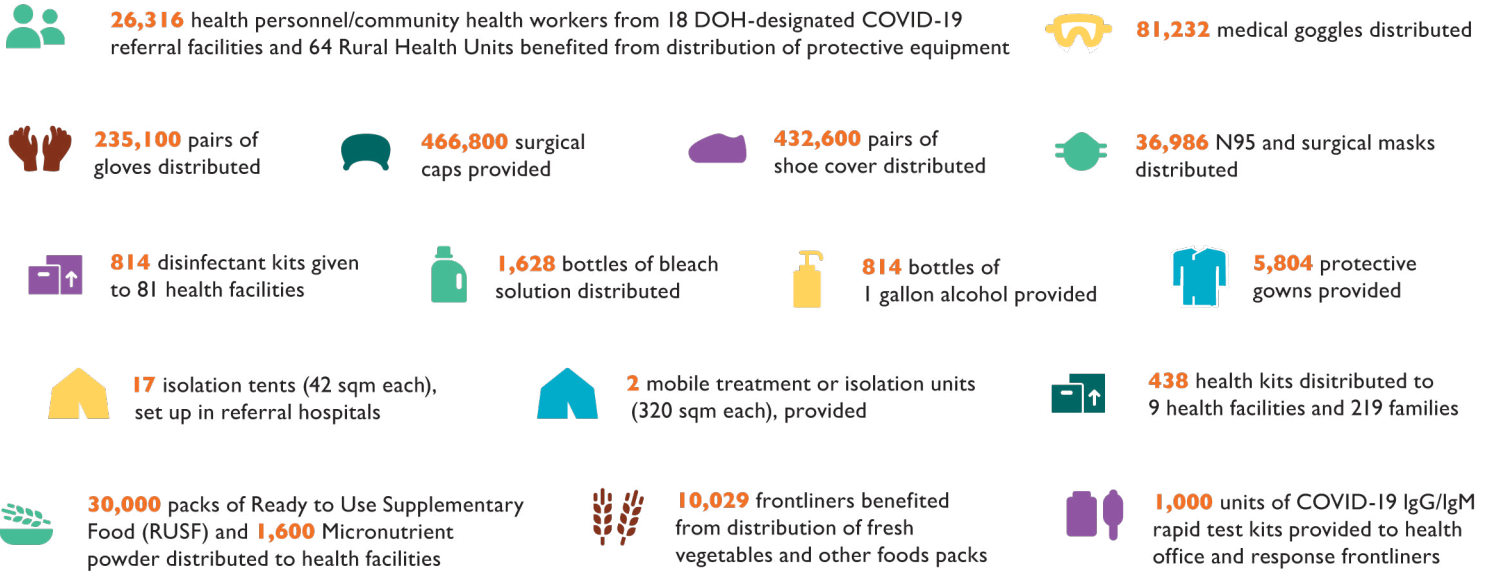 26,316 health personnel/community health workers from 18 DOH-designated COVID-19
referral facilities and 64 Rural Health Units benefited from distribution of protective equipment
81,232 medical goggles distributed
235,100 pairs of
gloves distributed
466,800 surgical
caps provided
432,600 pairs of
shoe cover distributed
36,986 N95 and surgical masks
distributed
814 disinfectant kits given
to 81 health facilities
1,628 bottles of bleach
solution distributed
814 bottles of
1 gallon alcohol provided
5,804 protective
gowns provided
17 isolation tents (42 sqm each),
set up in referral hospitals
2 mobile treatment or isolation units
(320 sqm each), provided
438 health kits disitributed to
9 health facilities and 219 families
30,000 packs of Ready to Use Supplementary
Food (RUSF) and 1,600 Micronutrient
powder distributed to health facilities
10,029 frontliners benefited
from distribution of fresh
vegetables and other foods packs
1,000 units of COVID-19 IgG/IgM
rapid test kits provided to health
office and response frontliners